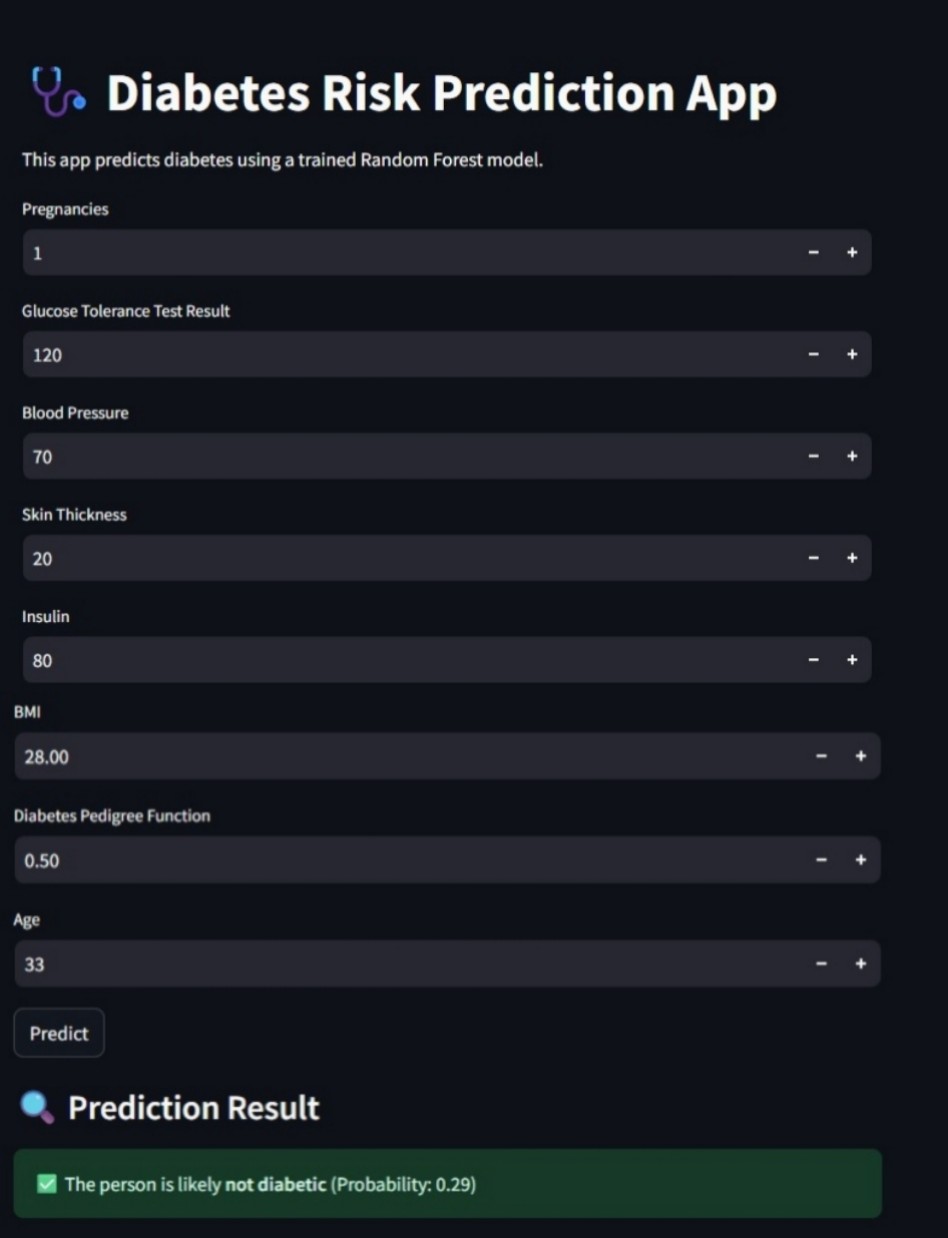 Diabetes Risk Prediction App
This app predicts diabetes using a trained Random Forest model.
Pregnancies
1 − +
Glucose Tolerance Test Result
120 − +
Blood Pressure
70 − +
Skin Thickness
20 − +
Insulin
80 − +
BMI
28.00 − +
Diabetes Pedigree Function
0.50 − +
Age
33 − +
Predict
Prediction Result
The person is likely not diabetic (Probability: 0.29)